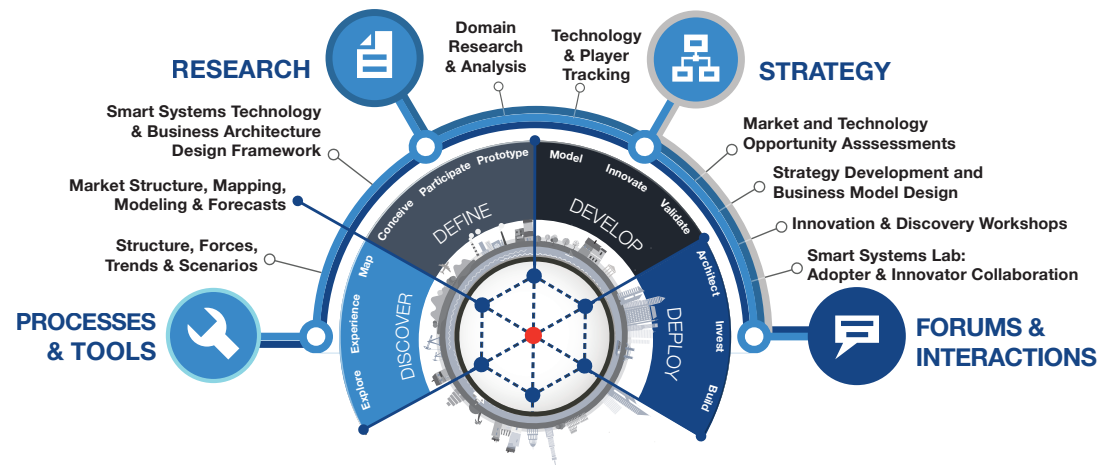 RESEARCH
Domain
Research
& Analysis
Technology
& Player
Tracking
STRATEGY
Smart Systems Technology
& Business Architecture
Design Framework
Market Structure, Mapping,
Modeling & Forecasts
Structure, Forces,
Trends & Scenarios
PROCESSES
& TOOLS
Market and Technology
Opportunity Asssessments
Strategy Development and
Business Model Design
Innovation & Discovery Workshops
Smart Systems Lab:
Adopter & Innovator Collaboration
FORUMS &
INTERACTIONS
Explore
Experience
Map
DISCOVER
Conceive
Participate
Prototype
DEFINE
Model
Innovate
Validate
DEVELOP
Architect
Invest
Build
DEPLOY